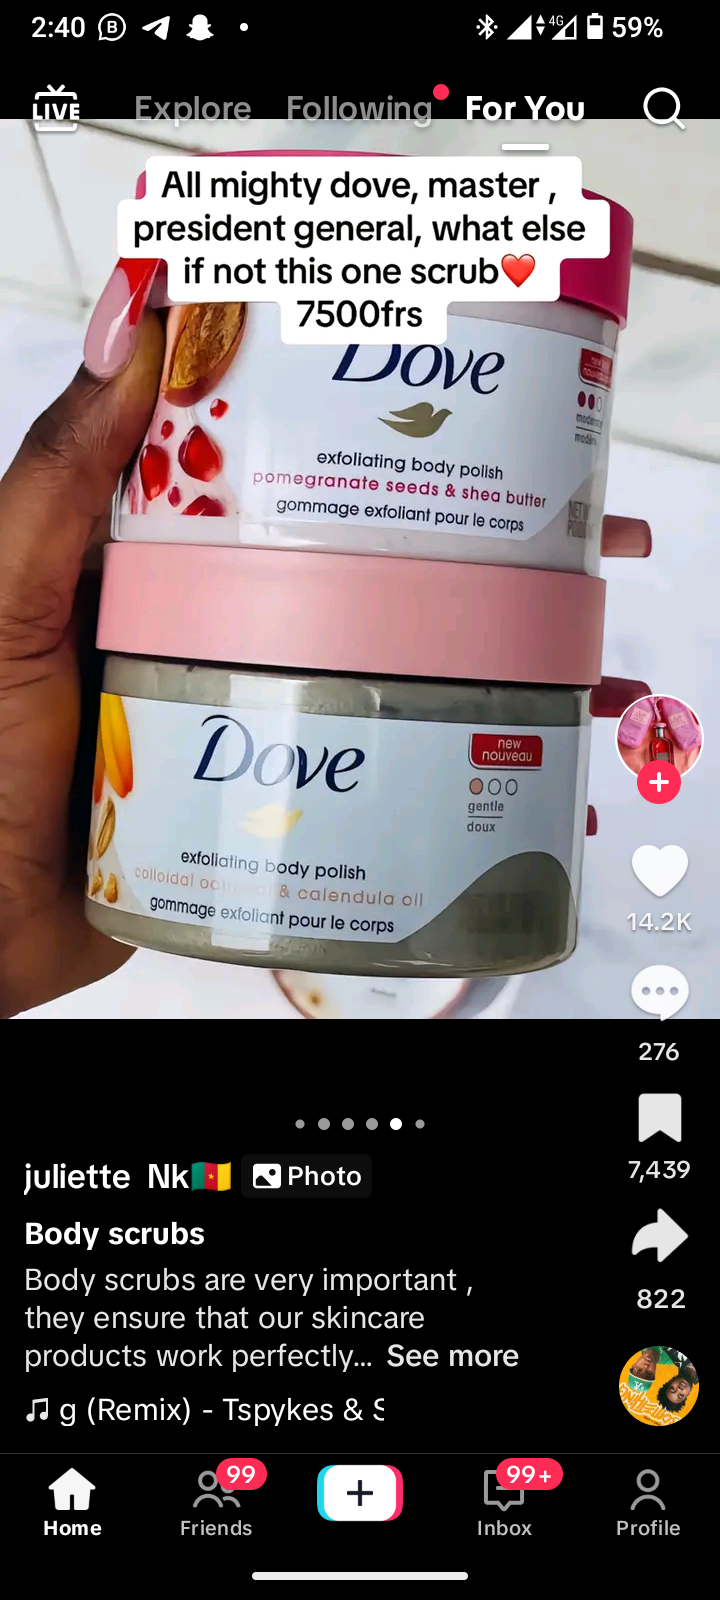 2:40
59%
4G
LIVE
Explore
Following
For You
All mighty dove, master ,
president general, what else
if not this one scrub❤️
7500frs
Dove
new
exfoliating body polish
pomegranate seeds & shea butter
gommage exfoliant pour le corps
Dove
new
nouveau
gentle
doux
exfoliating body polish
colloidal & calendula oil
gommage exfoliant pour le corps
14.2K
276
7,439
822
juliette Nk🇨🇲
Photo
Body scrubs
Body scrubs are very important ,
they ensure that our skincare
products work perfectly... See more
g (Remix) - Tspykes & S
99
99+
Home
Friends
Inbox
Profile